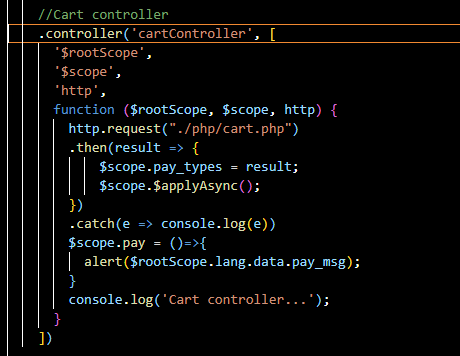 //Cart controller
.controller('cartController', [
'$rootScope',
'$scope',
'http',
function ($rootScope, $scope, http) {
http.request("./php/cart.php")
.then(result => {
$scope.pay_types = result;
$scope.$applyAsync();
})
.catch(e => console.log(e))
$scope.pay = ()=>{
alert($rootScope.lang.data.pay_msg);
}
console.log('Cart controller...');
}
])